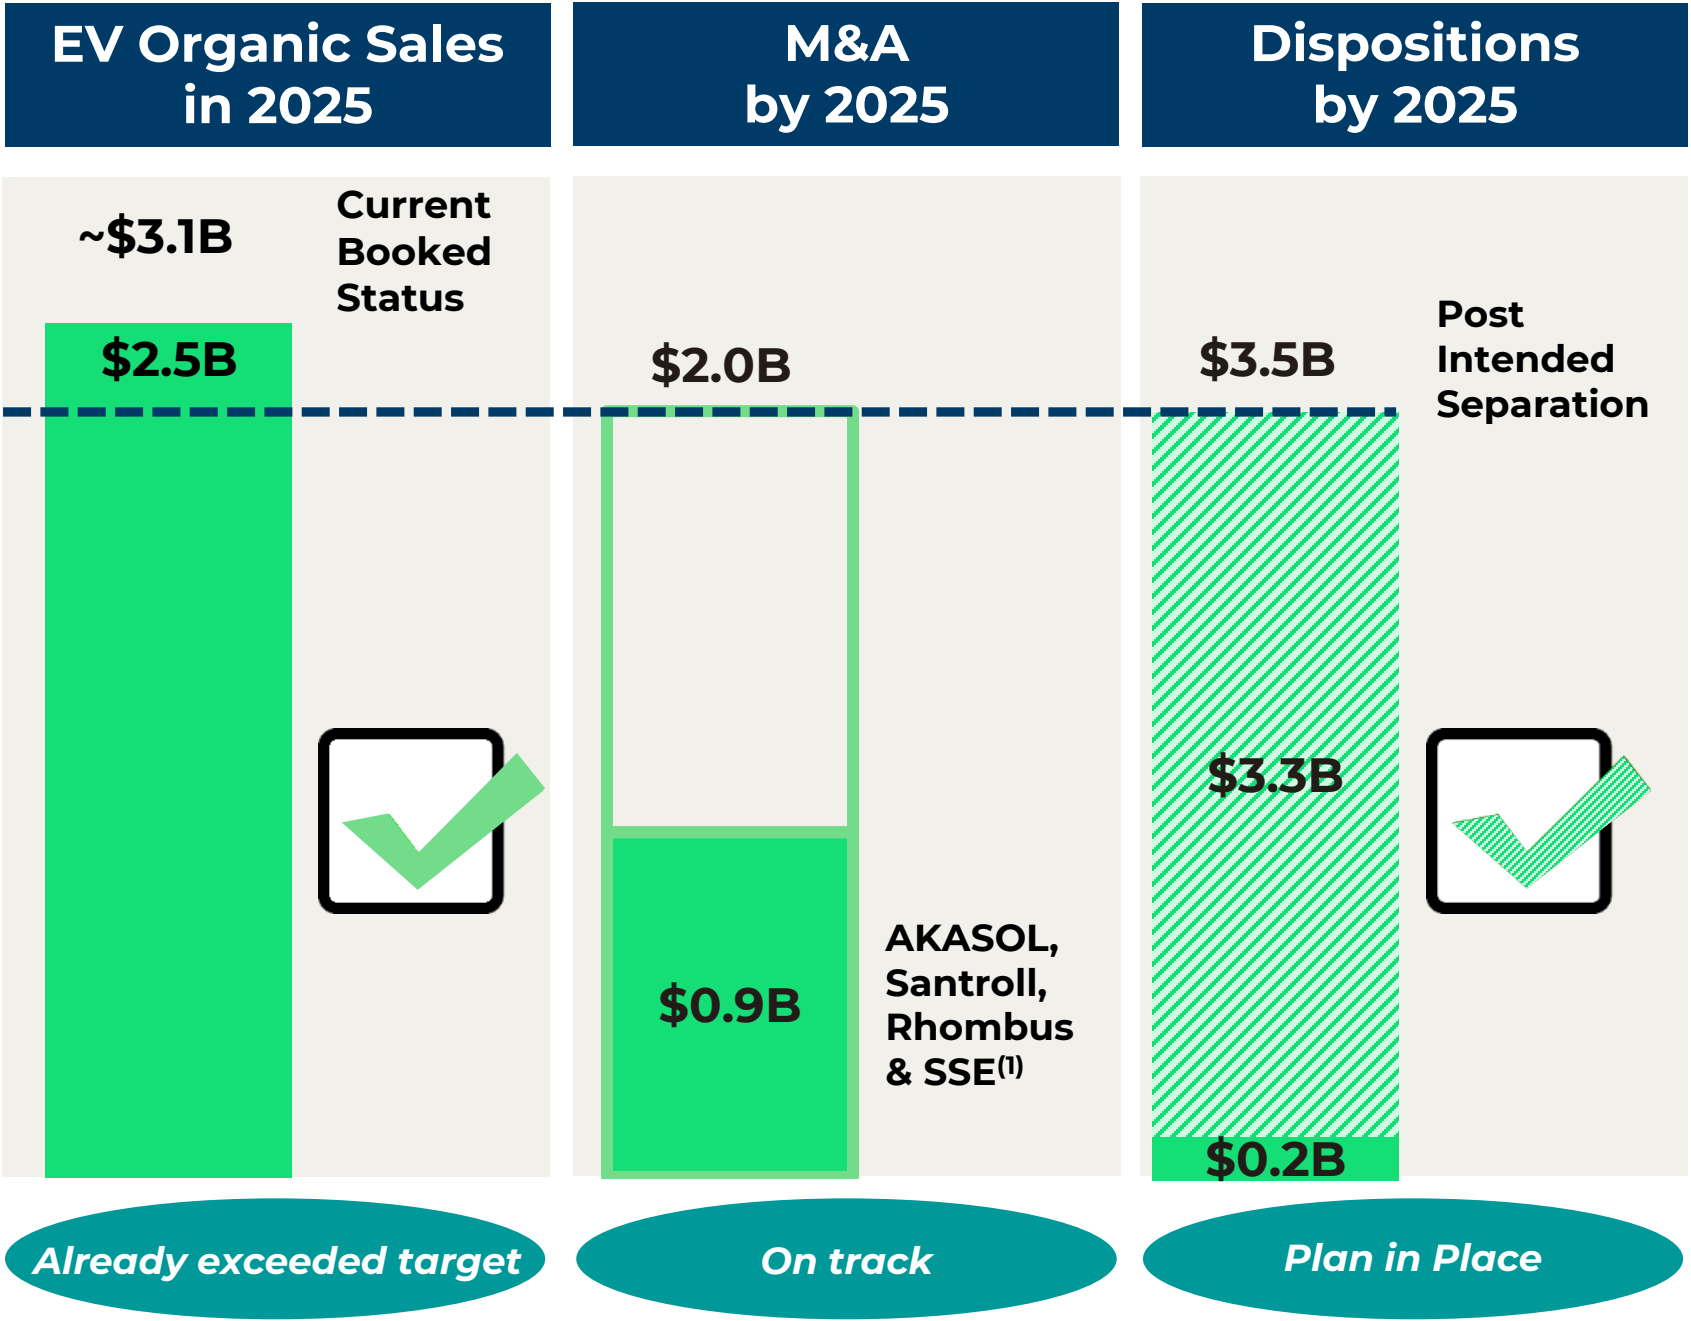 EV Organic Sales
in 2025
M&A
by 2025
Dispositions
by 2025
~$3.1B
Current
Booked
Status
$2.5B
$2.0B
$0.9B
AKASOL,
Santroll,
Rhombus
& SSE(1)
$3.5B
Post
Intended
Separation
$3.3B
$0.2B
Already exceeded target
On track
Plan in Place